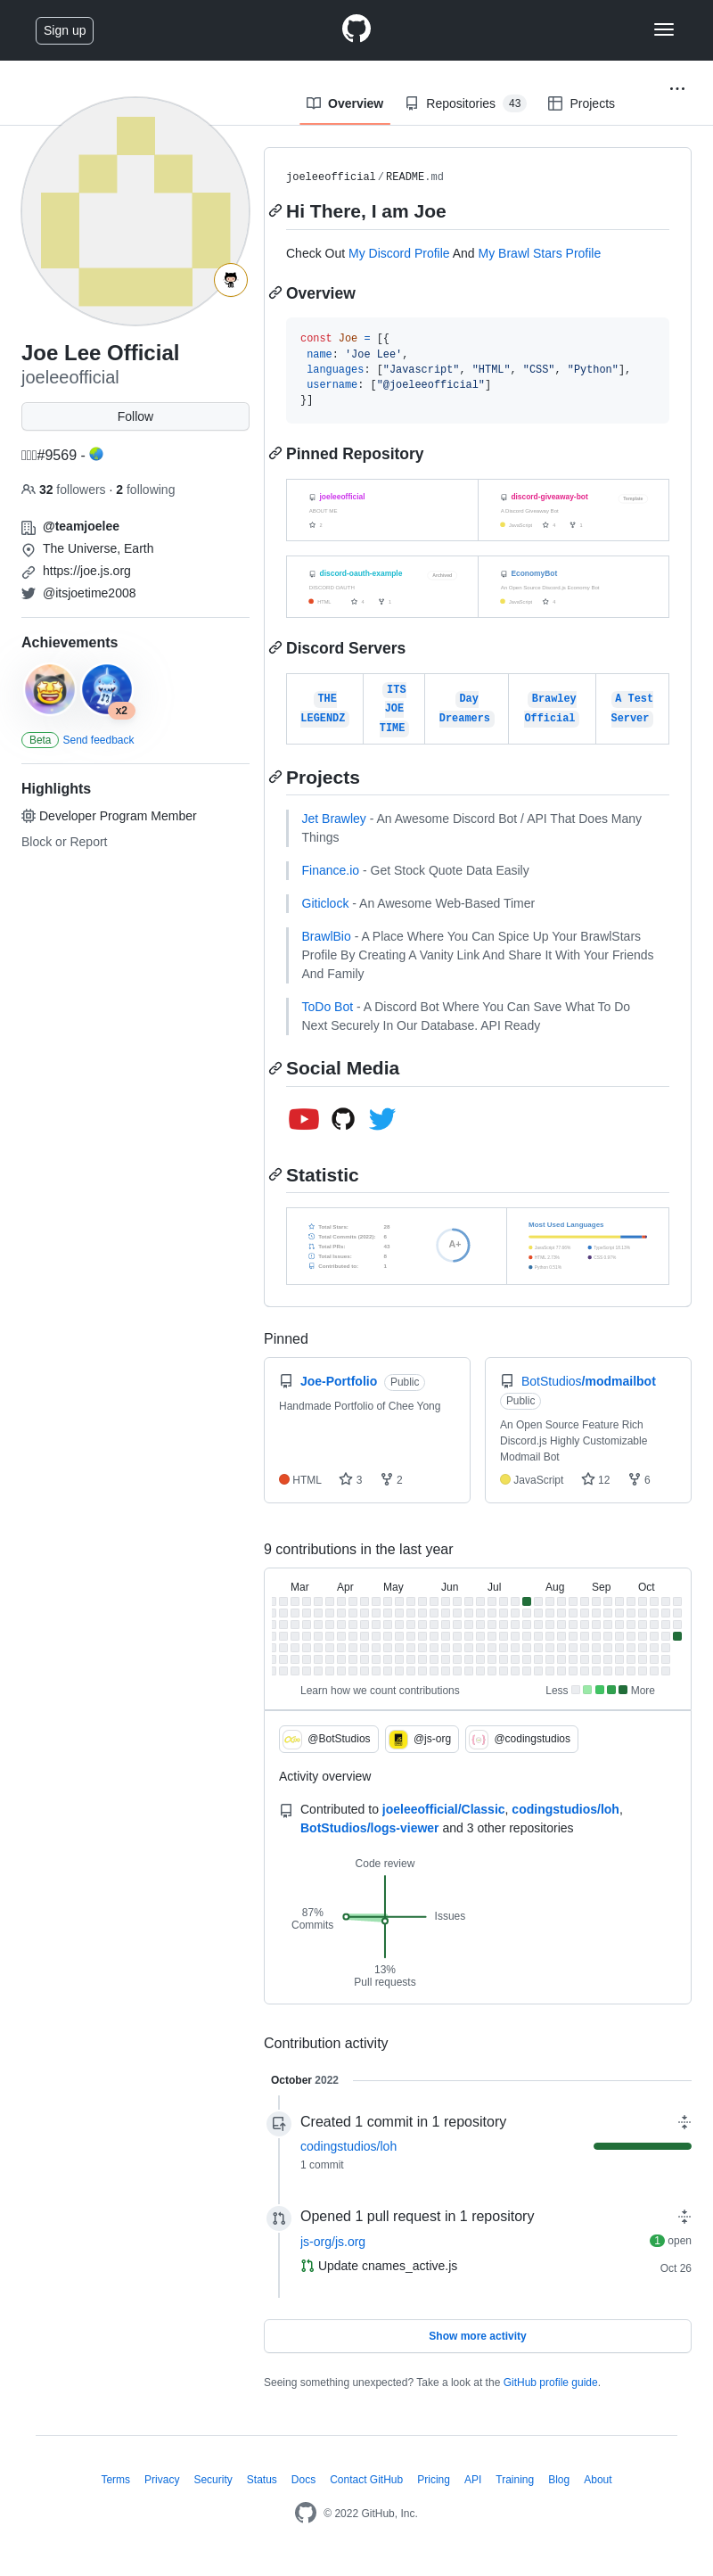 Sign up
Overview
Repositories 43
Projects
Joe Lee Official
joeleeofficial
Follow
#9569 -
32 followers · 2 following
@teamjoelee
The Universe, Earth
https://joe.js.org
@itsjoetime2008
Achievements
x2
Beta Send feedback
Highlights
Developer Program Member
Block or Report
joeleeofficial/README.md
Hi There, I am Joe
Check Out My Discord Profile And My Brawl Stars Profile
Overview
const Joe = [{
name: 'Joe Lee',
languages: ["Javascript", "HTML", "CSS", "Python"],
username: ["@joeleeofficial"]
}]
Pinned Repository
joeleeofficial
ABOUT ME
2
discord-giveaway-bot
Template
A Discord Giveaway Bot
JavaScript 4 1
discord-oauth-example
Archived
DISCORD OAUTH
HTML 1
EconomyBot
An Open Source Discord.js Economy Bot
JavaScript 4
Discord Servers
THE LEGENDZ
ITS JOE TIME
Day Dreamers
Brawley Official
A Test Server
Projects
Jet Brawley - An Awesome Discord Bot / API That Does Many
Things
Finance.io - Get Stock Quote Data Easily
Giticlock - An Awesome Web-Based Timer
BrawlBio - A Place Where You Can Spice Up Your BrawlStars
Profile By Creating A Vanity Link And Share It With Your Friends
And Family
ToDo Bot - A Discord Bot Where You Can Save What To Do
Next Securely In Our Database. API Ready
Social Media
Statistic
Total Stars: 28
Total Commits (2022): 6
Total PRs: 43
Total Issues: 8
Contributed to: 1
A+
Most Used Languages
JavaScript
TypeScript
HTML
CSS
Python
Pinned
Joe-Portfolio Public
Handmade Portfolio of Chee Yong
HTML 3 2
BotStudios/modmailbot
Public
An Open Source Feature Rich
Discord.js Highly Customizable
Modmail Bot
JavaScript 12 6
9 contributions in the last year
Mar Apr May Jun Jul Aug Sep Oct
Learn how we count contributions
Less More
@BotStudios
@js-org
@codingstudios
Activity overview
Contributed to joeleeofficial/Classic, codingstudios/loh,
BotStudios/logs-viewer and 3 other repositories
Code review
87%
Commits
Issues
13%
Pull requests
Contribution activity
October 2022
Created 1 commit in 1 repository
codingstudios/loh
1 commit
Opened 1 pull request in 1 repository
js-org/js.org
1 open
Update cnames_active.js
Oct 26
Show more activity
Seeing something unexpected? Take a look at the GitHub profile guide.
Terms Privacy Security Status Docs Contact GitHub Pricing API Training Blog About
© 2022 GitHub, Inc.